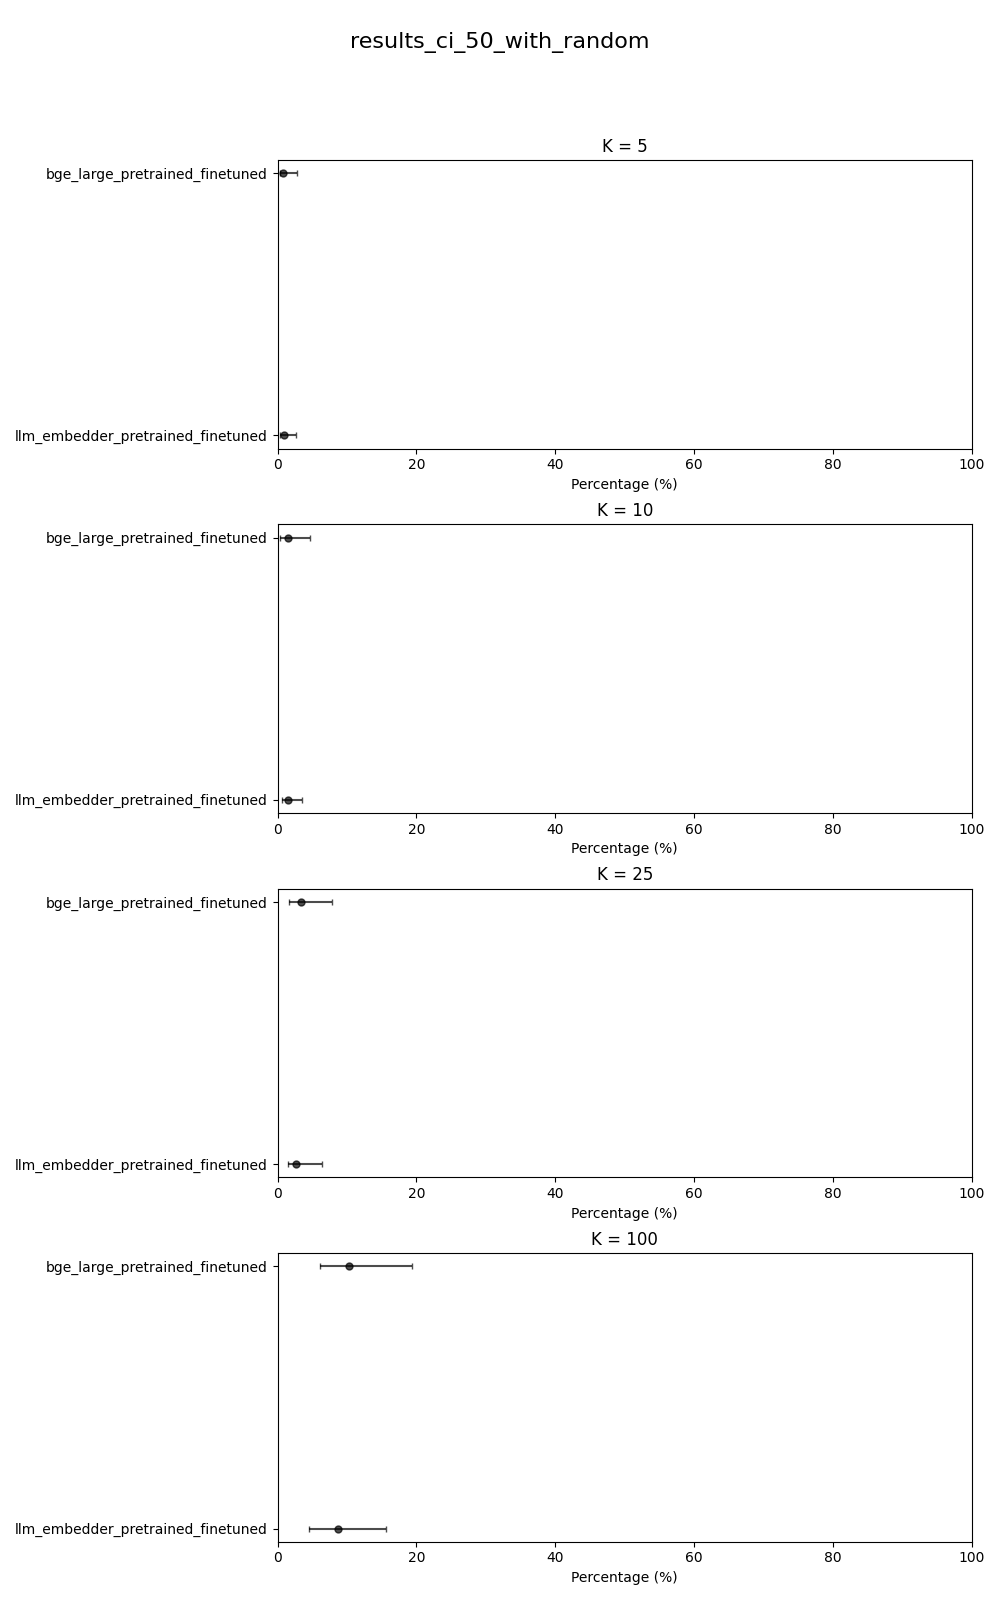 results_ci_50_with_random
K = 5
bge_large_pretrained_finetuned
llm_embedder_pretrained_finetuned
0 20 40 60 80 100
Percentage (%)
K = 10
bge_large_pretrained_finetuned
llm_embedder_pretrained_finetuned
0 20 40 60 80 100
Percentage (%)
K = 25
bge_large_pretrained_finetuned
llm_embedder_pretrained_finetuned
0 20 40 60 80 100
Percentage (%)
K = 100
bge_large_pretrained_finetuned
llm_embedder_pretrained_finetuned
0 20 40 60 80 100
Percentage (%)